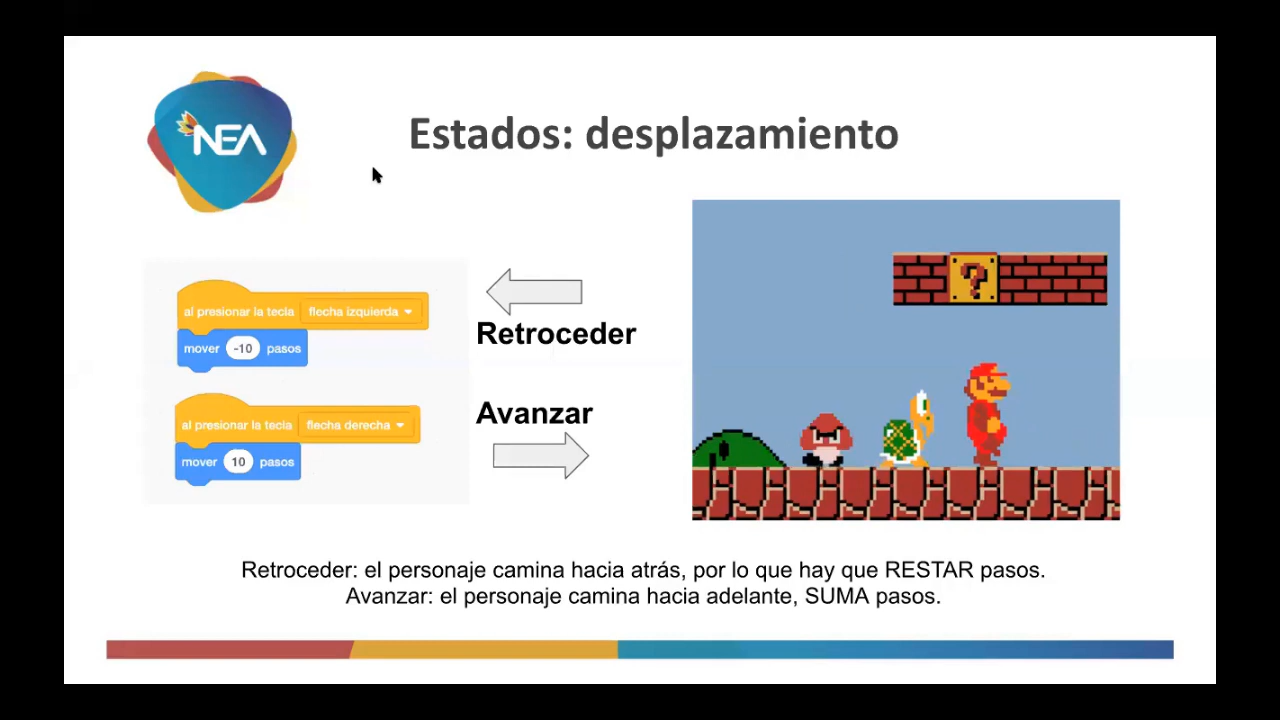 NEA
Estados: desplazamiento
al presionar la tecla flecha izquierda
mover -10 pasos
Retroceder
al presionar la tecla flecha derecha
mover 10 pasos
Avanzar
?
Retroceder: el personaje camina hacia atrás, por lo que hay que RESTAR pasos.
Avanzar: el personaje camina hacia adelante, SUMA pasos.